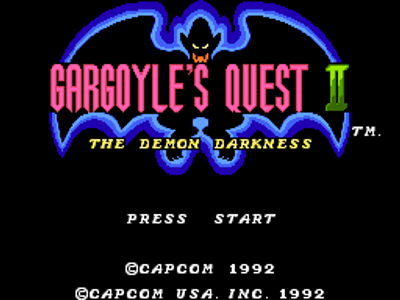 GARGOYLE'S QUEST II
TM.
THE DEMON DARKNESS
PRESS START
©CAPCOM 1992
©CAPCOM USA. INC. 1992